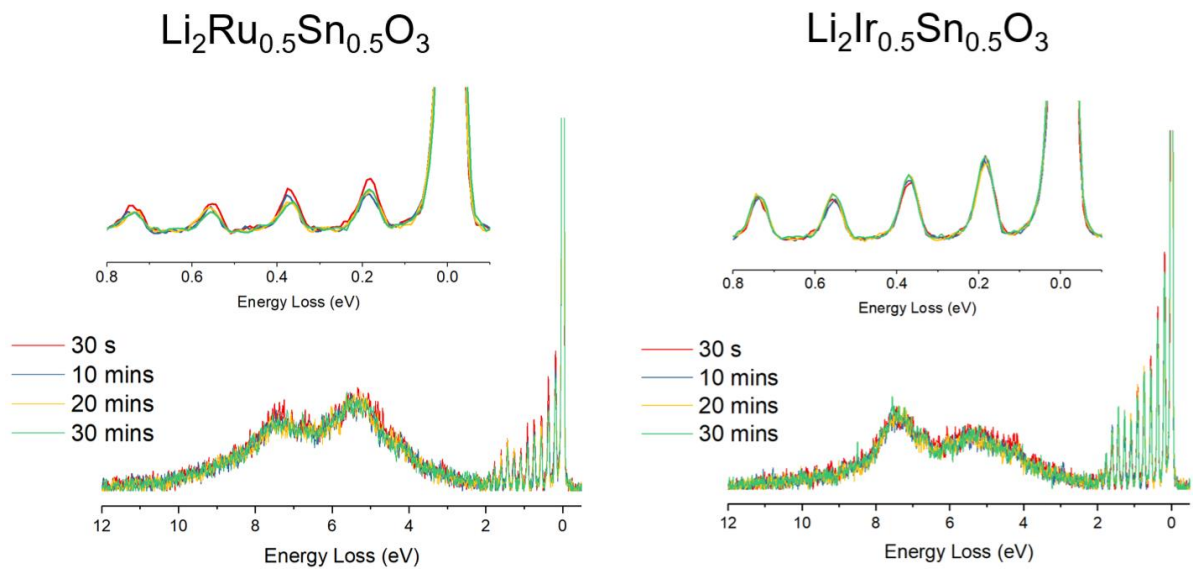 Li₂Ru₀.₅Sn₀.₅O₃
0.8 0.6 0.4 0.2 0.0
Energy Loss (eV)
30 s
10 mins
20 mins
30 mins
12 10 8 6 4 2 0
Energy Loss (eV)
Li₂Ir₀.₅Sn₀.₅O₃
0.8 0.6 0.4 0.2 0.0
Energy Loss (eV)
30 s
10 mins
20 mins
30 mins
12 10 8 6 4 2 0
Energy Loss (eV)